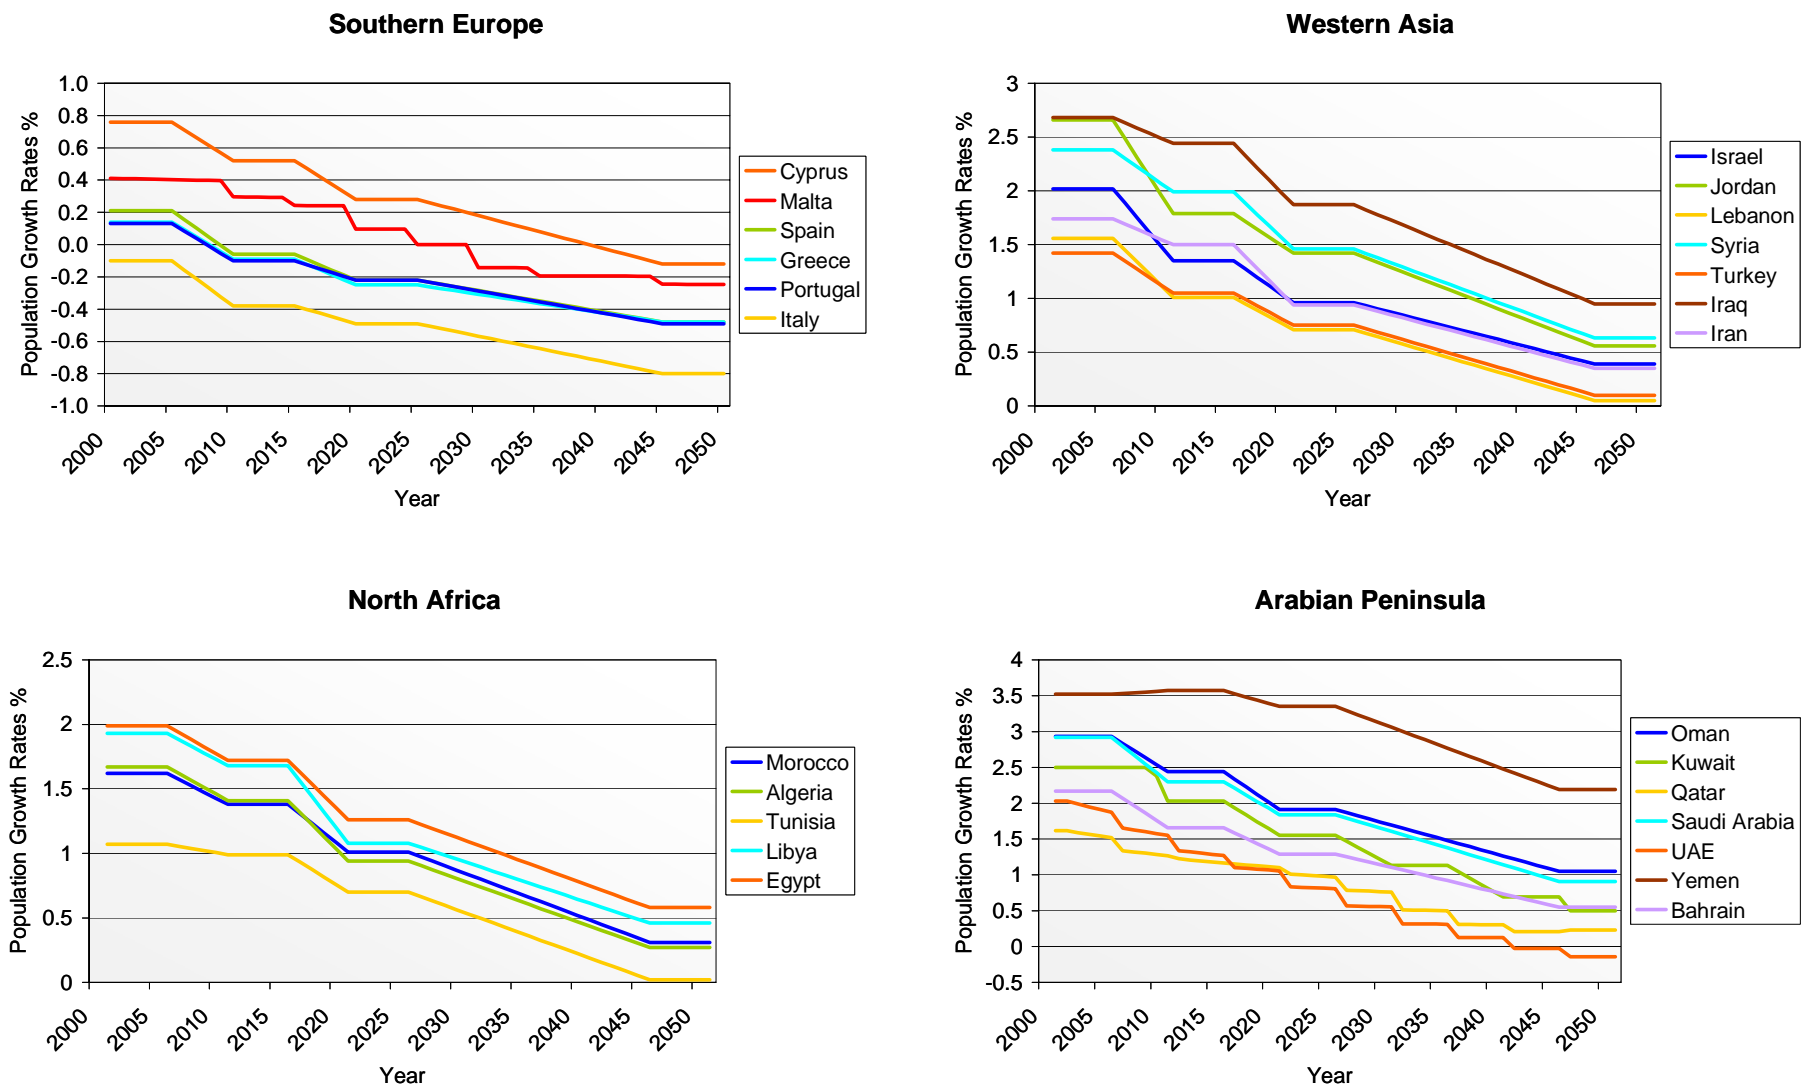 Southern Europe
Population Growth Rates %
1.0
0.8
0.6
0.4
0.2
0.0
-0.2
-0.4
-0.6
-0.8
-1.0
2000
2005
2010
2015
2020
2025
2030
2035
2040
2045
2050
Year
Cyprus
Malta
Spain
Greece
Portugal
Italy
Western Asia
Population Growth Rates %
3
2.5
2
1.5
1
0.5
0
2000
2005
2010
2015
2020
2025
2030
2035
2040
2045
2050
Year
Israel
Jordan
Lebanon
Syria
Turkey
Iraq
Iran
North Africa
Population Growth Rates %
2.5
2
1.5
1
0.5
0
2000
2005
2010
2015
2020
2025
2030
2035
2040
2045
2050
Year
Morocco
Algeria
Tunisia
Libya
Egypt
Arabian Peninsula
Population Growth Rates %
4
3.5
3
2.5
2
1.5
1
0.5
0
-0.5
2000
2005
2010
2015
2020
2025
2030
2035
2040
2045
2050
Year
Oman
Kuwait
Qatar
Saudi Arabia
UAE
Yemen
Bahrain